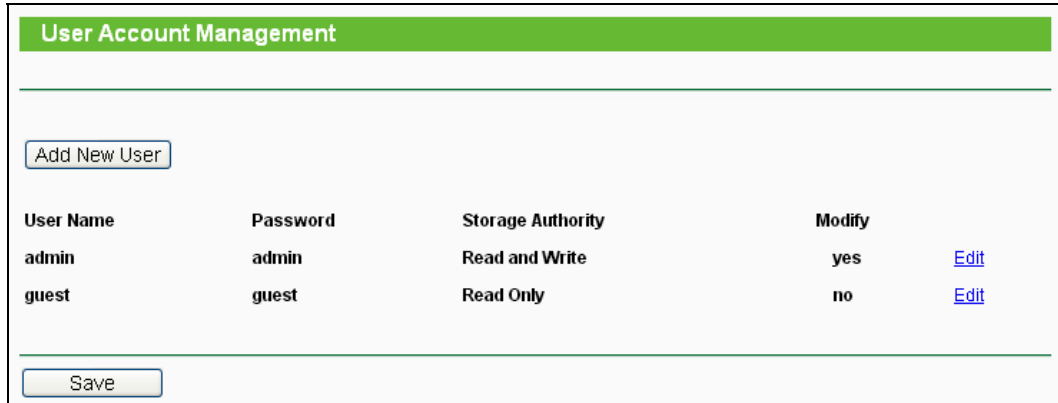 User Account Management
Add New User
User Name Password Storage Authority Modify
admin admin Read and Write yes Edit
guest guest Read Only no Edit
Save